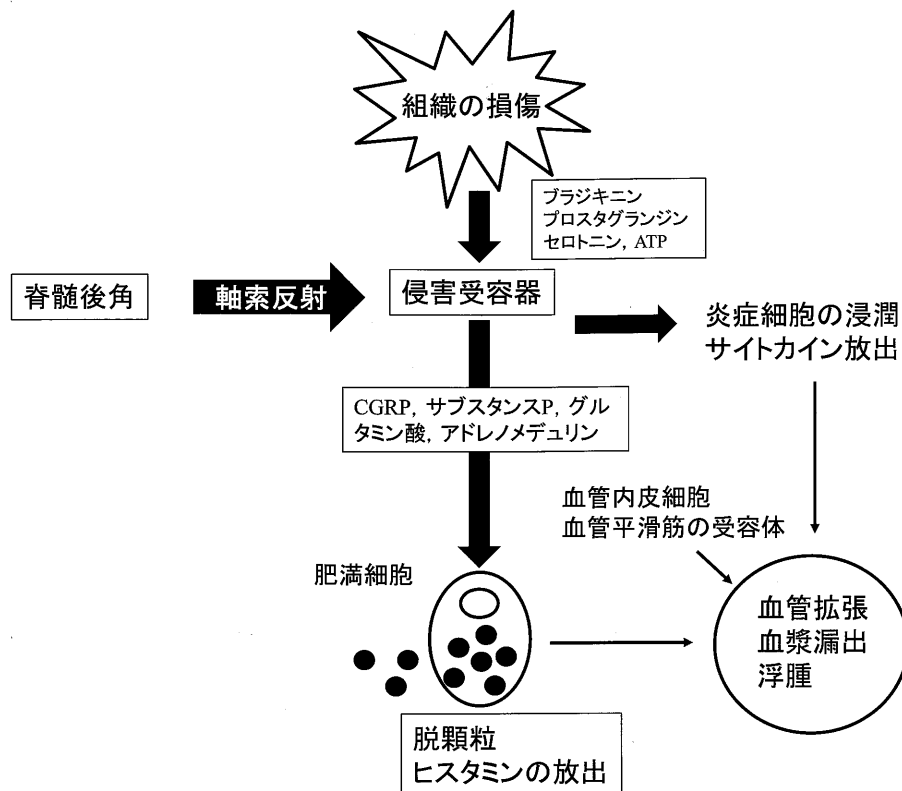 組織の損傷
ブラジキニン
プロスタグランジン
セロトニン, ATP
脊髄後角
軸索反射
侵害受容器
炎症細胞の浸潤
サイトカイン放出
CGRP, サブスタンスP, グル
タミン酸, アドレノメデュリン
血管内皮細胞
血管平滑筋の受容体
肥満細胞
血管拡張
血漿漏出
浮腫
脱顆粒
ヒスタミンの放出